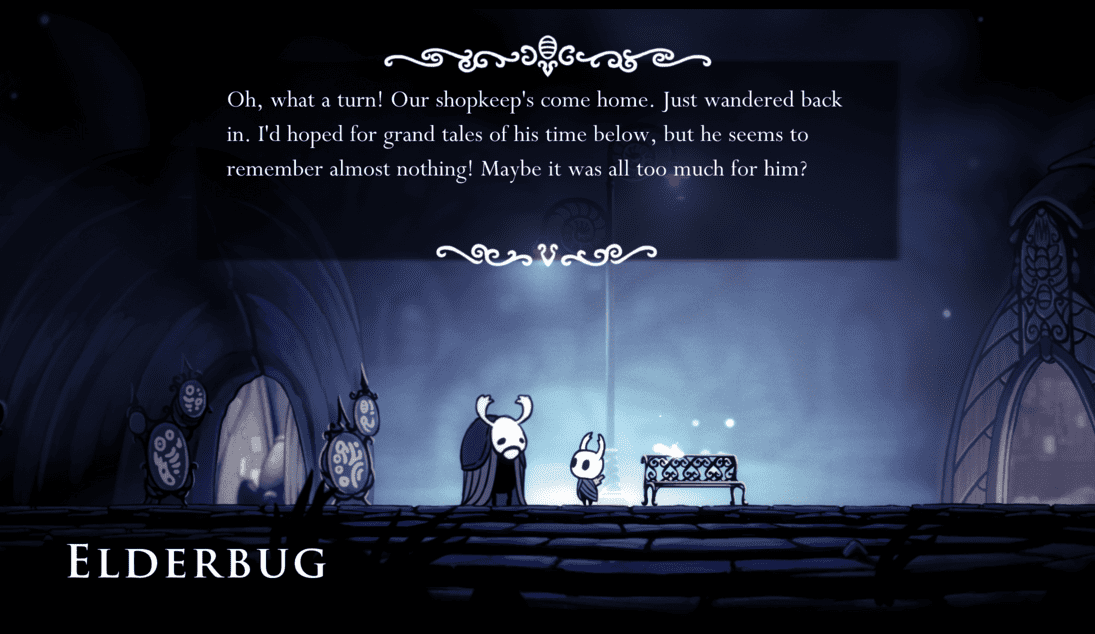 Oh, what a turn! Our shopkeep's come home. Just wandered back
in. I'd hoped for grand tales of his time below, but he seems to
remember almost nothing! Maybe it was all too much for him?
ELDERBUG